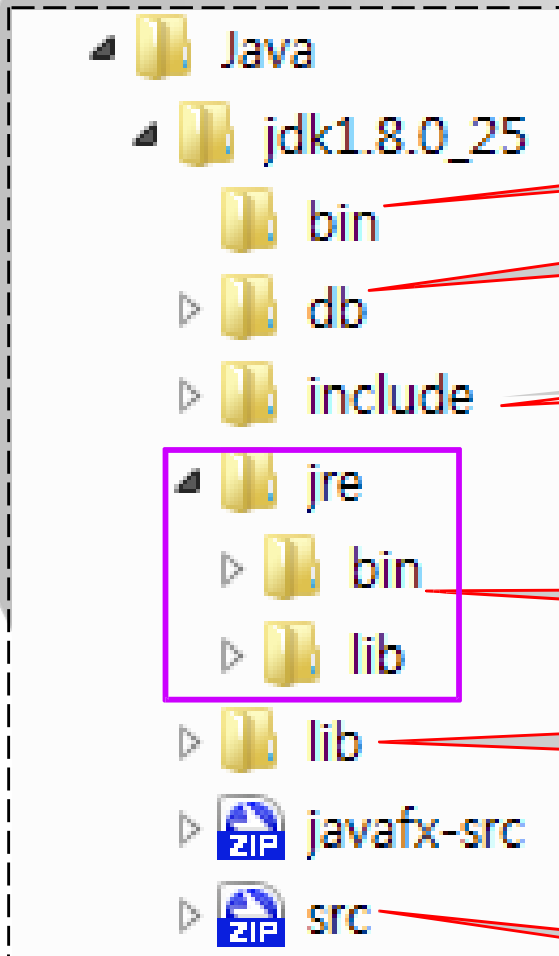 Java
jdk1.8.0_25
bin
db
include
jre
bin
lib
lib
ZIP javafx-src
ZIP src